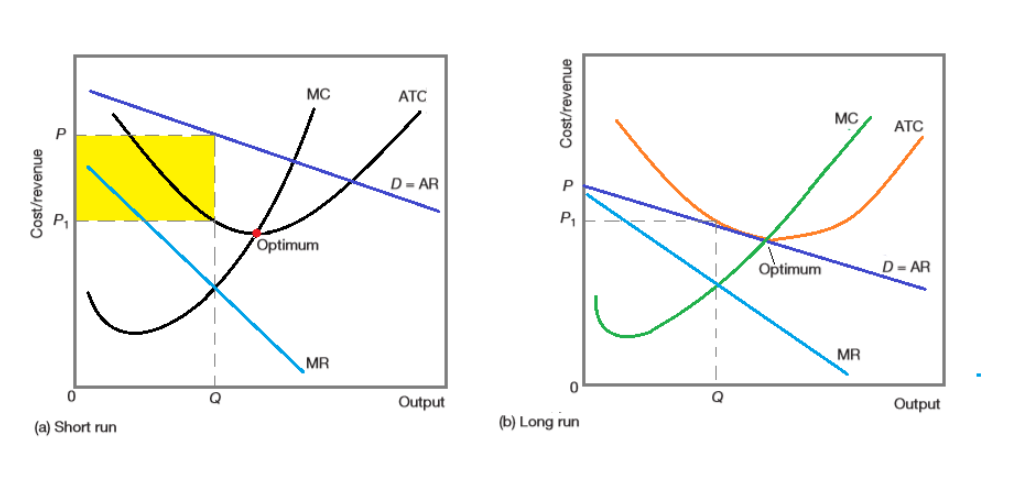 MC
ATC
P
D = AR
P₁
Optimum
Cost/revenue
MR
0
Q
Output
(a) Short run
Cost/revenue
MC
ATC
P
P₁
Optimum
D = AR
MR
0
Q
Output
(b) Long run